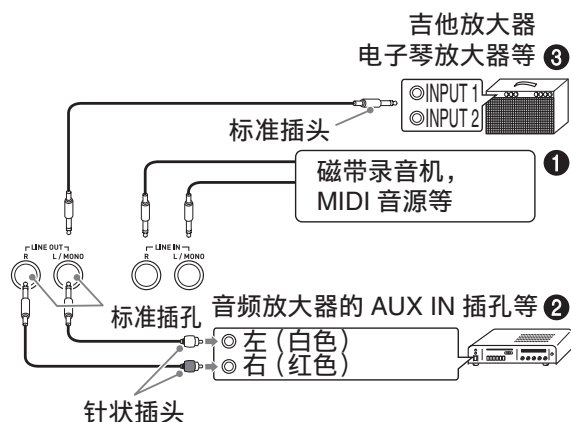 吉他放大器
电子琴放大器等 ❸
INPUT 1
INPUT 2
标准插头
磁带录音机，
MIDI 音源等
❶
LINE OUT
R
L / MONO
LINE IN
R
L / MONO
标准插孔
音频放大器的 AUX IN 插孔等 ❷
左（白色）
右（红色）
针状插头